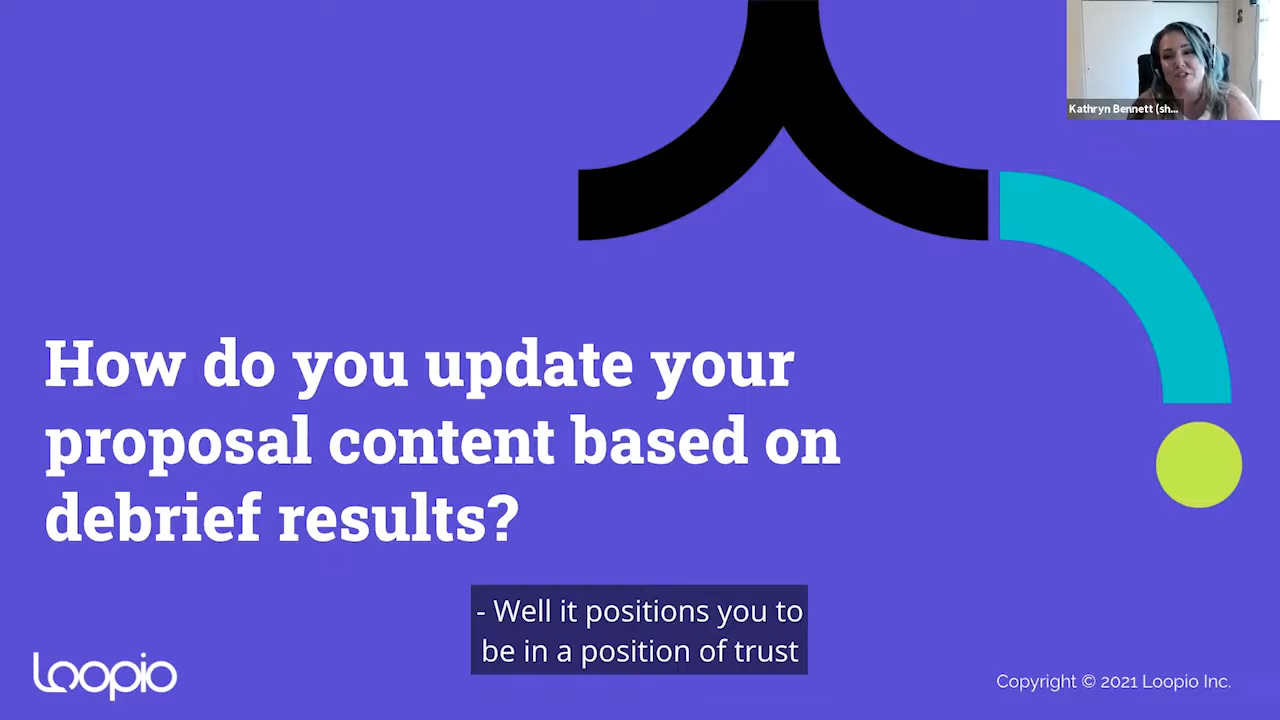 Kathryn Bennett (sh...
How do you update your
proposal content based on
debrief results?
- Well it positions you to
be in a position of trust
Loopio
Copyright © 2021 Loopio Inc.